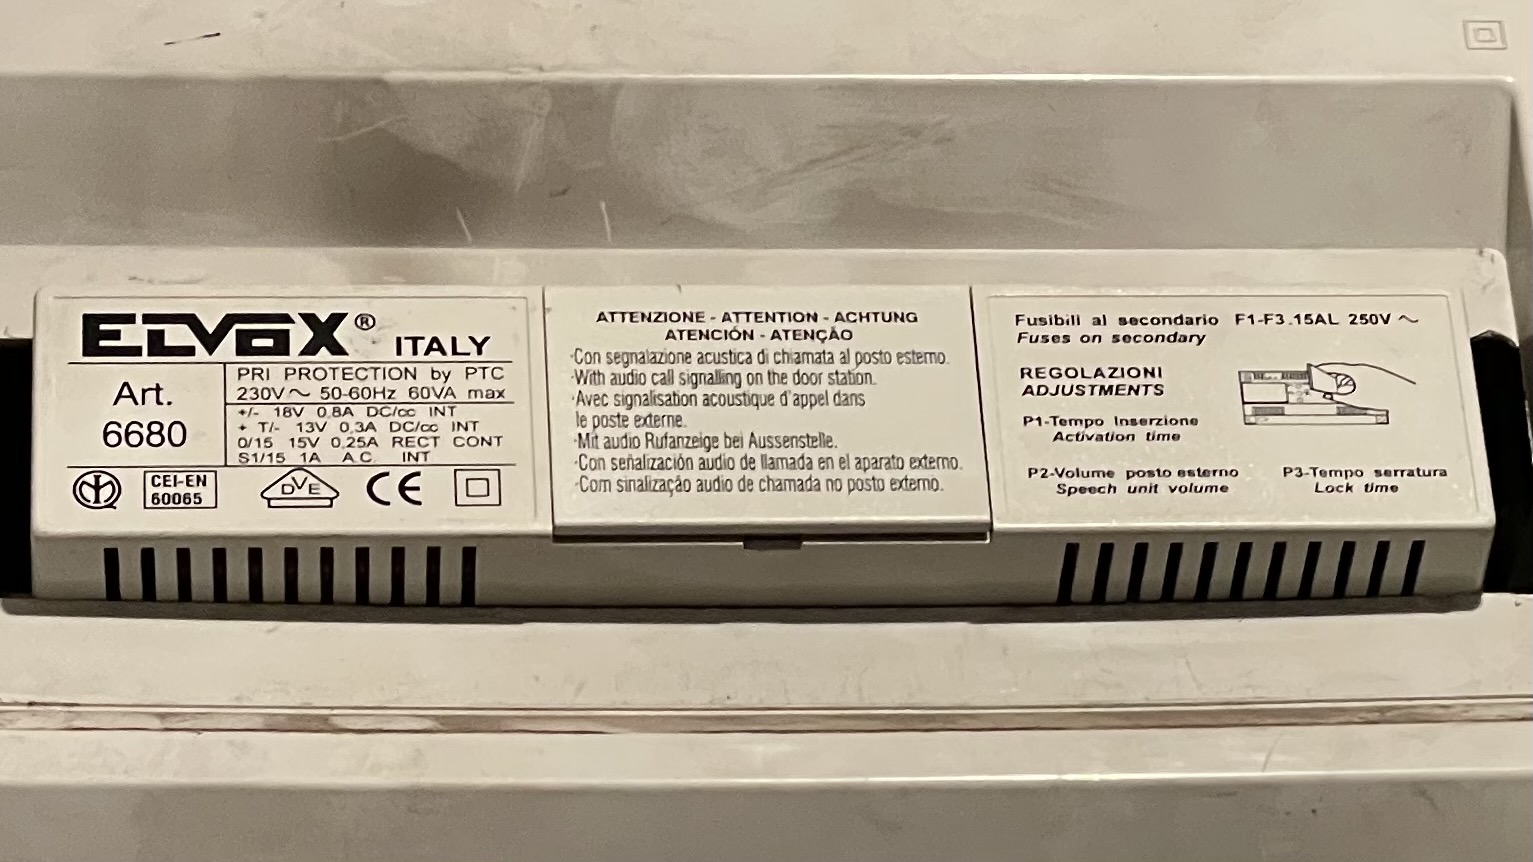 ELVOX® ITALY
Art.
6680
PRI PROTECTION by PTC
230V~ 50-60Hz 60VA max
+/- 18V 0.8A DC/cc INT
+ T/- 13V 0,3A DC/cc INT
0/15 15V 0,25A RECT CONT
S1/15 1A A.C. INT
CEI-EN
60065
DVE
CE
ATTENZIONE - ATTENTION - ACHTUNG
ATENCIÓN - ATENÇÃO
·Con segnalazione acustica di chiamata al posto esterno.
·With audio call signalling on the door station.
·Avec signalisation acoustique d'appel dans
le poste externe.
·Mit audio Rufanzeige bei Aussenstelle.
·Con señalización audio de llamada en el aparato externo.
·Com sinalização audio de chamada no posto externo.
Fusibili al secondario F1-F3.15AL 250V ~
Fuses on secondary
REGOLAZIONI
ADJUSTMENTS
P1-Tempo Inserzione
Activation time
P2-Volume posto esterno
Speech unit volume
P3-Tempo serratura
Lock time